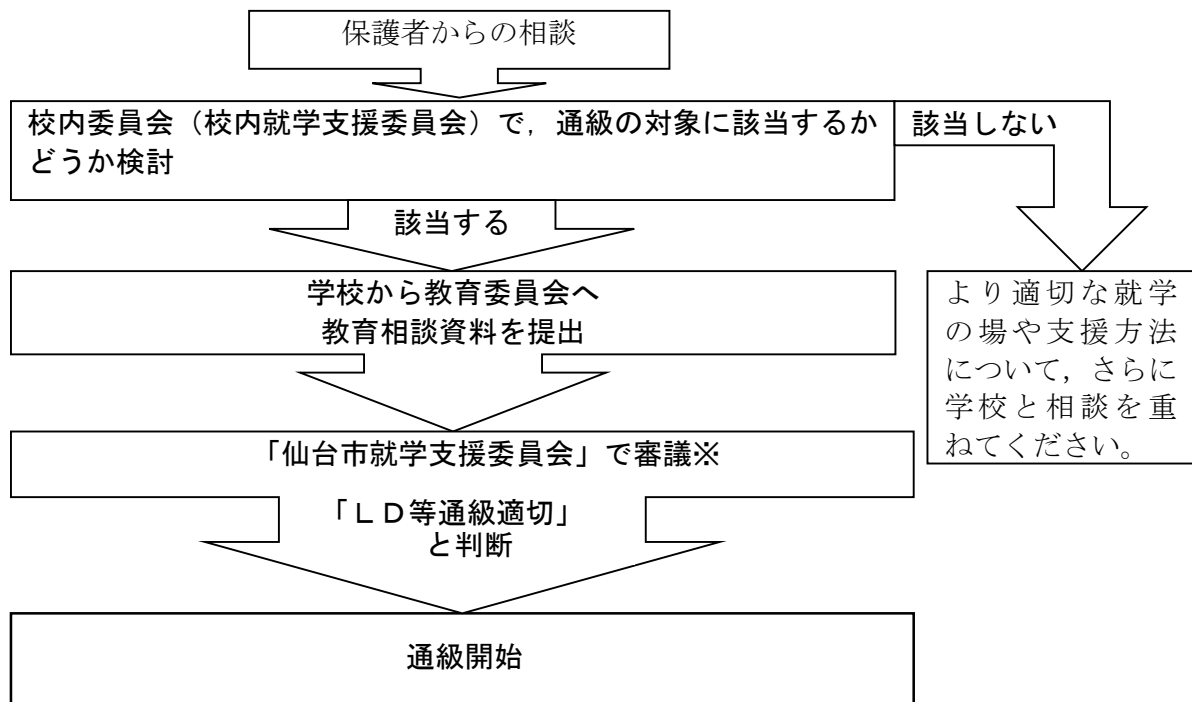 保護者からの相談
校内委員会（校内就学支援委員会）で，通級の対象に該当するか
どうか検討
該当しない
該当する
学校から教育委員会へ
教育相談資料を提出
より適切な就学
の場や支援方法
について，さらに
学校と相談を重
ねてください。
「仙台市就学支援委員会」で審議※
「ＬＤ等通級適切」
と判断
通級開始